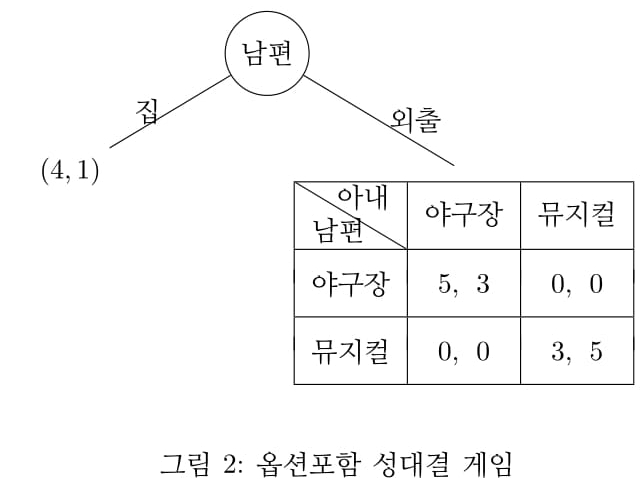 남편
집
외출
(4, 1)
아내
남편
야구장 뮤지컬
야구장 5, 3 0, 0
뮤지컬 0, 0 3, 5
그림 2: 옵션포함 성대결 게임